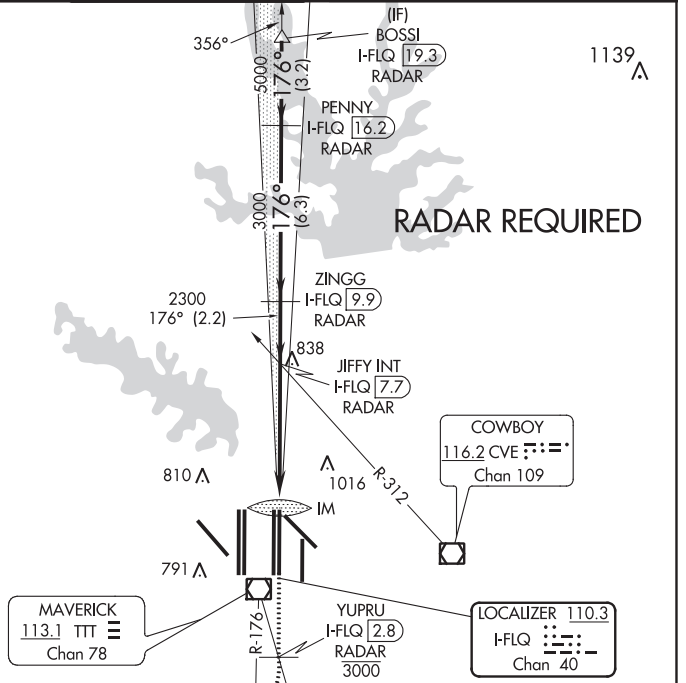 (IF)
BOSSI
I-FLQ 19.3
RADAR
356°
1139
5000
176°
(3.2)
PENNY
I-FLQ 16.2
RADAR
3000
176°
(6.3)
RADAR REQUIRED
ZINGG
I-FLQ 9.9
RADAR
2300
176° (2.2)
838
JIFFY INT
I-FLQ 7.7
RADAR
COWBOY
116.2 CVE
Chan 109
R-312
810
1016
IM
791
MAVERICK
113.1 TTT
Chan 78
R-176
YUPRU
I-FLQ 2.8
RADAR
3000
LOCALIZER 110.3
I-FLQ
Chan 40